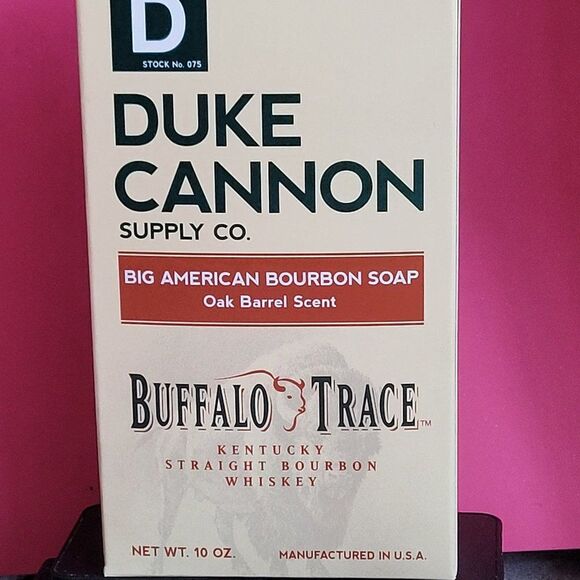 D
STOCK No. 075
DUKE
CANNON
SUPPLY CO.
BIG AMERICAN BOURBON SOAP
Oak Barrel Scent
BUFFALO TRACE™
KENTUCKY
STRAIGHT BOURBON
WHISKEY
NET WT. 10 OZ. MANUFACTURED IN U.S.A.